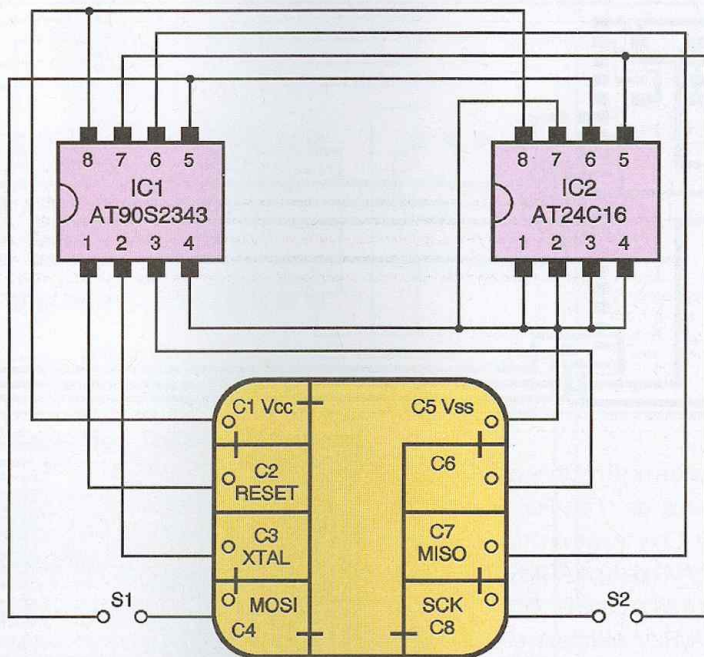 8 7 6 5
IC1
AT90S2343
1 2 3 4
8 7 6 5
IC2
AT24C16
1 2 3 4
C1 Vcc
C5 Vss
C2
RESET
C6
C3
XTAL
C7
MISO
S1
MOSI
C4
SCK
C8
S2